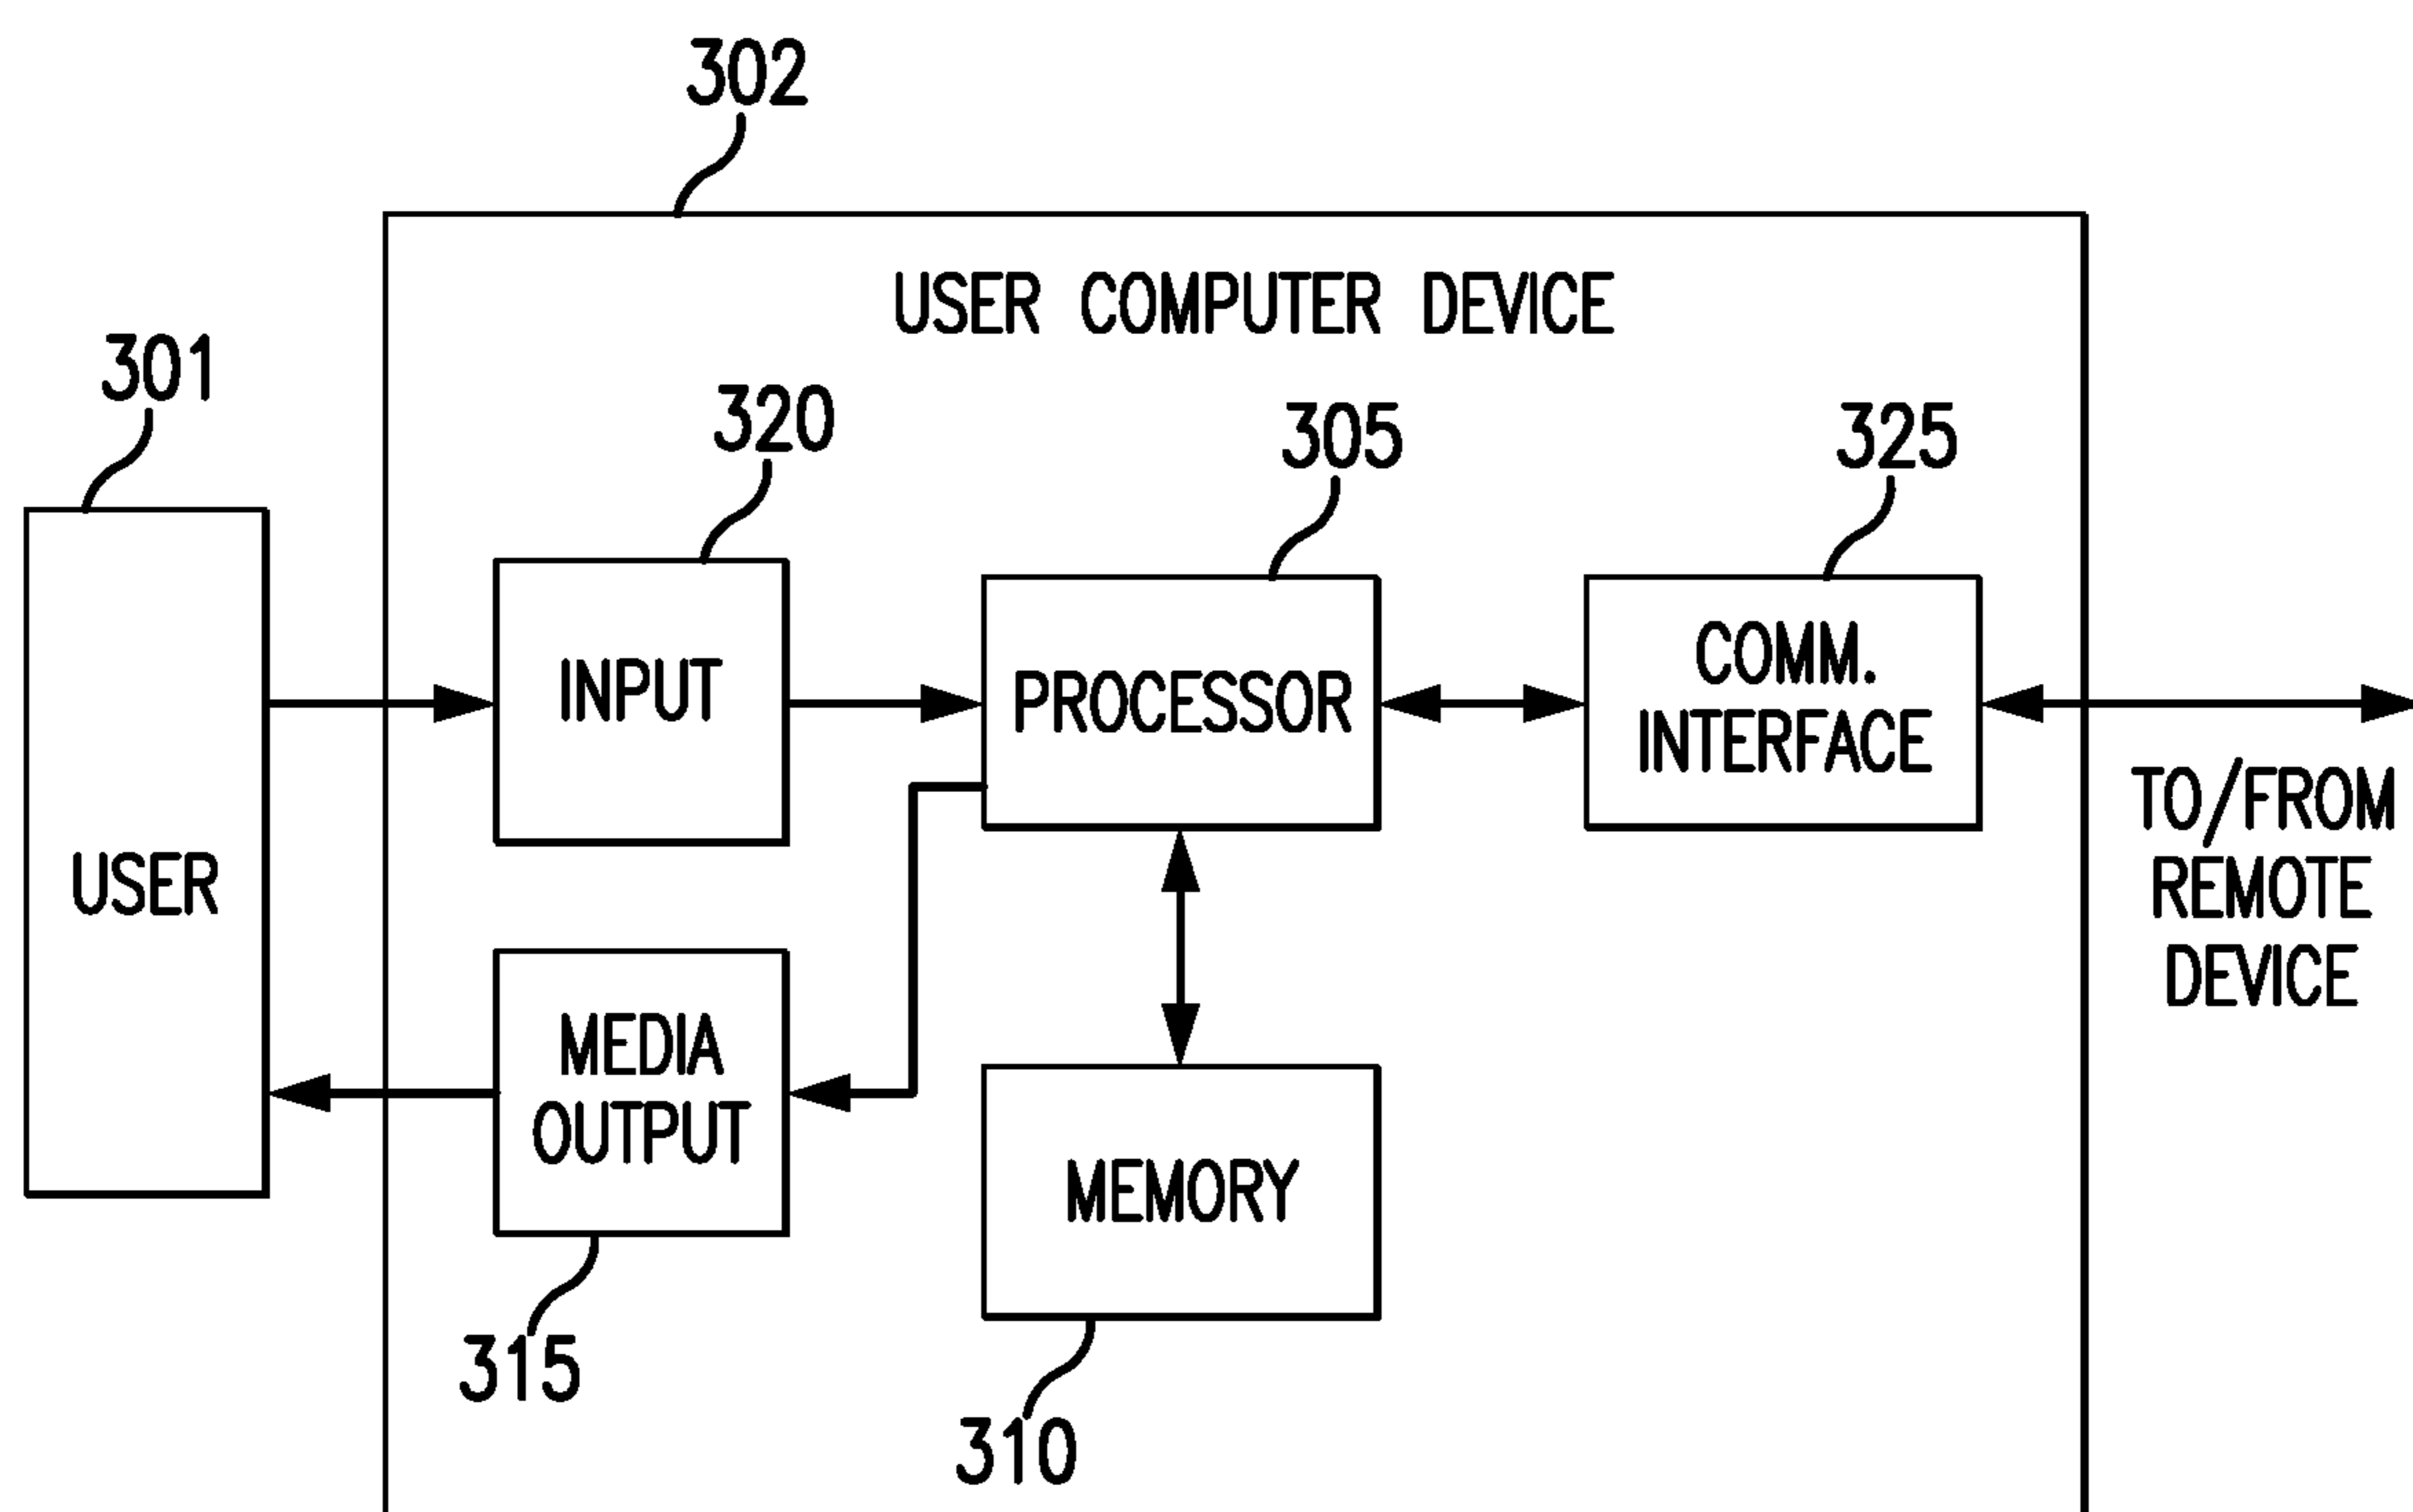 302
USER COMPUTER DEVICE
301
320
305
325
INPUT
PROCESSOR
COMM.
INTERFACE
TO/FROM
REMOTE
DEVICE
USER
MEDIA
OUTPUT
MEMORY
315
310